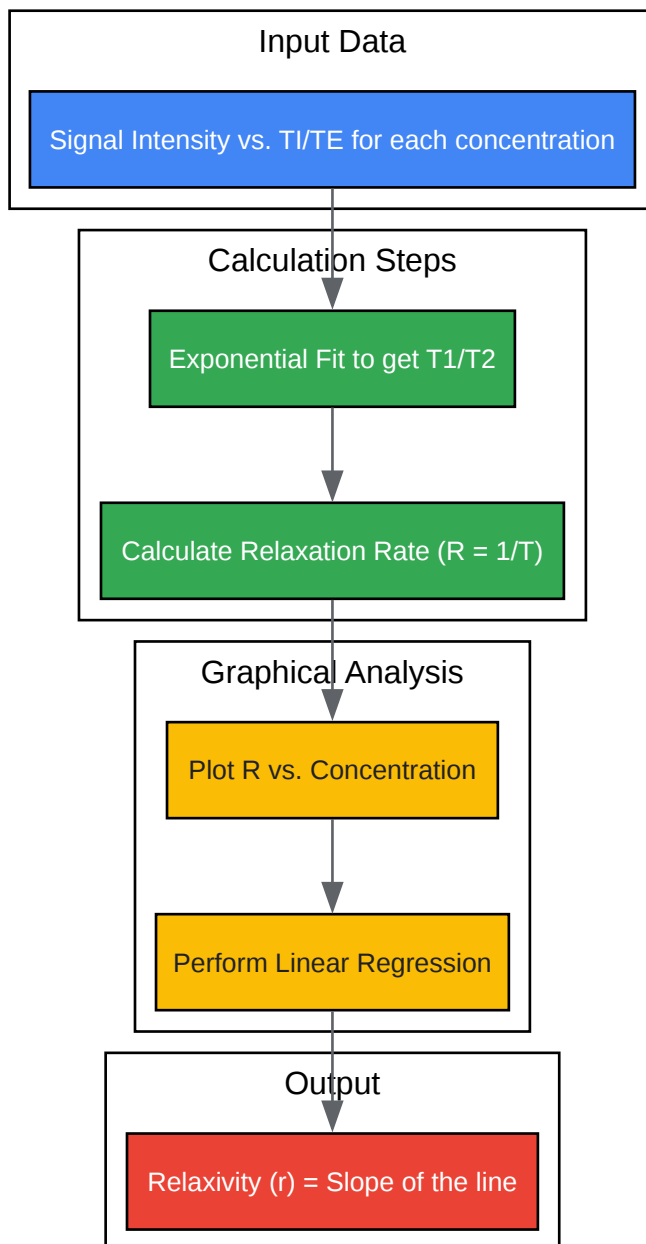 Input Data
Signal Intensity vs. TI/TE for each concentration
Calculation Steps
Exponential Fit to get T1/T2
Calculate Relaxation Rate (R = 1/T)
Graphical Analysis
Plot R vs. Concentration
Perform Linear Regression
Output
Relaxivity (r) = Slope of the line